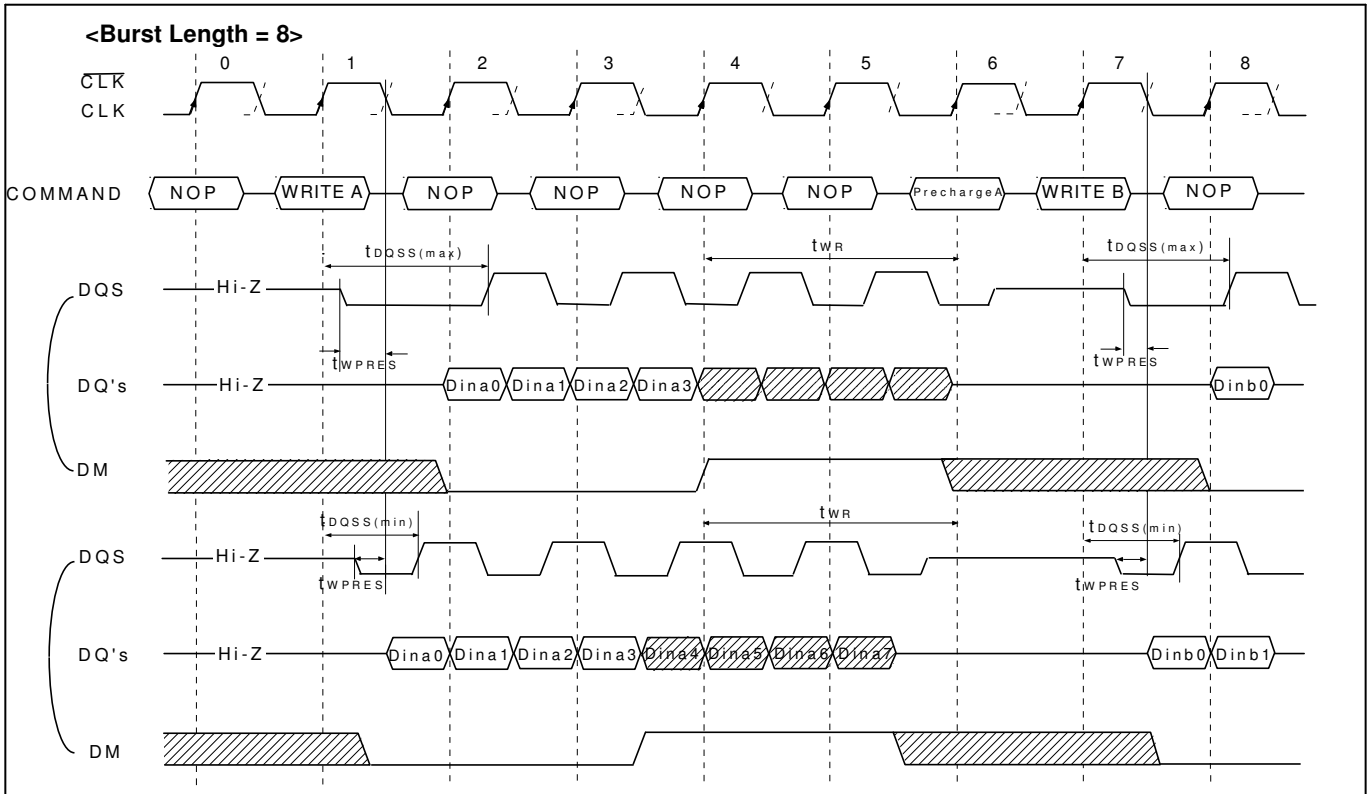 <Burst Length = 8>
0 1 2 3 4 5 6 7 8
CLK
CLK
COMMAND NOP WRITE A NOP NOP NOP NOP PrechargeA WRITE B NOP
tDQSS(max) tWR tDQSS(max)
DQS Hi-Z
tWPRES tWPRES
DQ's Hi-Z Dina0 Dina1 Dina2 Dina3 Dinb0
DM
tDQSS(min) tWR tDQSS(min)
DQS Hi-Z
tWPRES tWPRES
DQ's Hi-Z Dina0 Dina1 Dina2 Dina3 Dina4 Dina5 Dina6 Dina7 Dinb0 Dinb1
DM